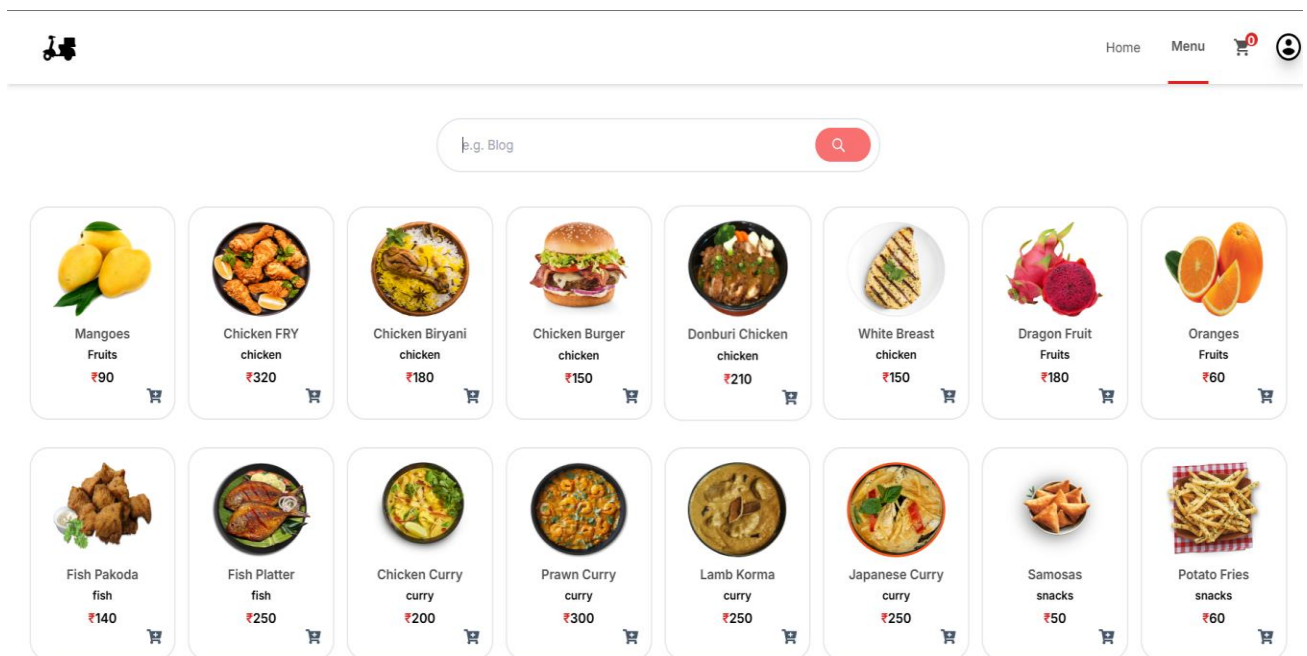 Home Menu 0
e.g. Blog
Mangoes
Fruits
₹90
Chicken FRY
chicken
₹320
Chicken Biryani
chicken
₹180
Chicken Burger
chicken
₹150
Donburi Chicken
chicken
₹210
White Breast
chicken
₹150
Dragon Fruit
Fruits
₹180
Oranges
Fruits
₹60
Fish Pakoda
fish
₹140
Fish Platter
fish
₹250
Chicken Curry
curry
₹200
Prawn Curry
curry
₹300
Lamb Korma
curry
₹250
Japanese Curry
curry
₹250
Samosas
snacks
₹50
Potato Fries
snacks
₹60